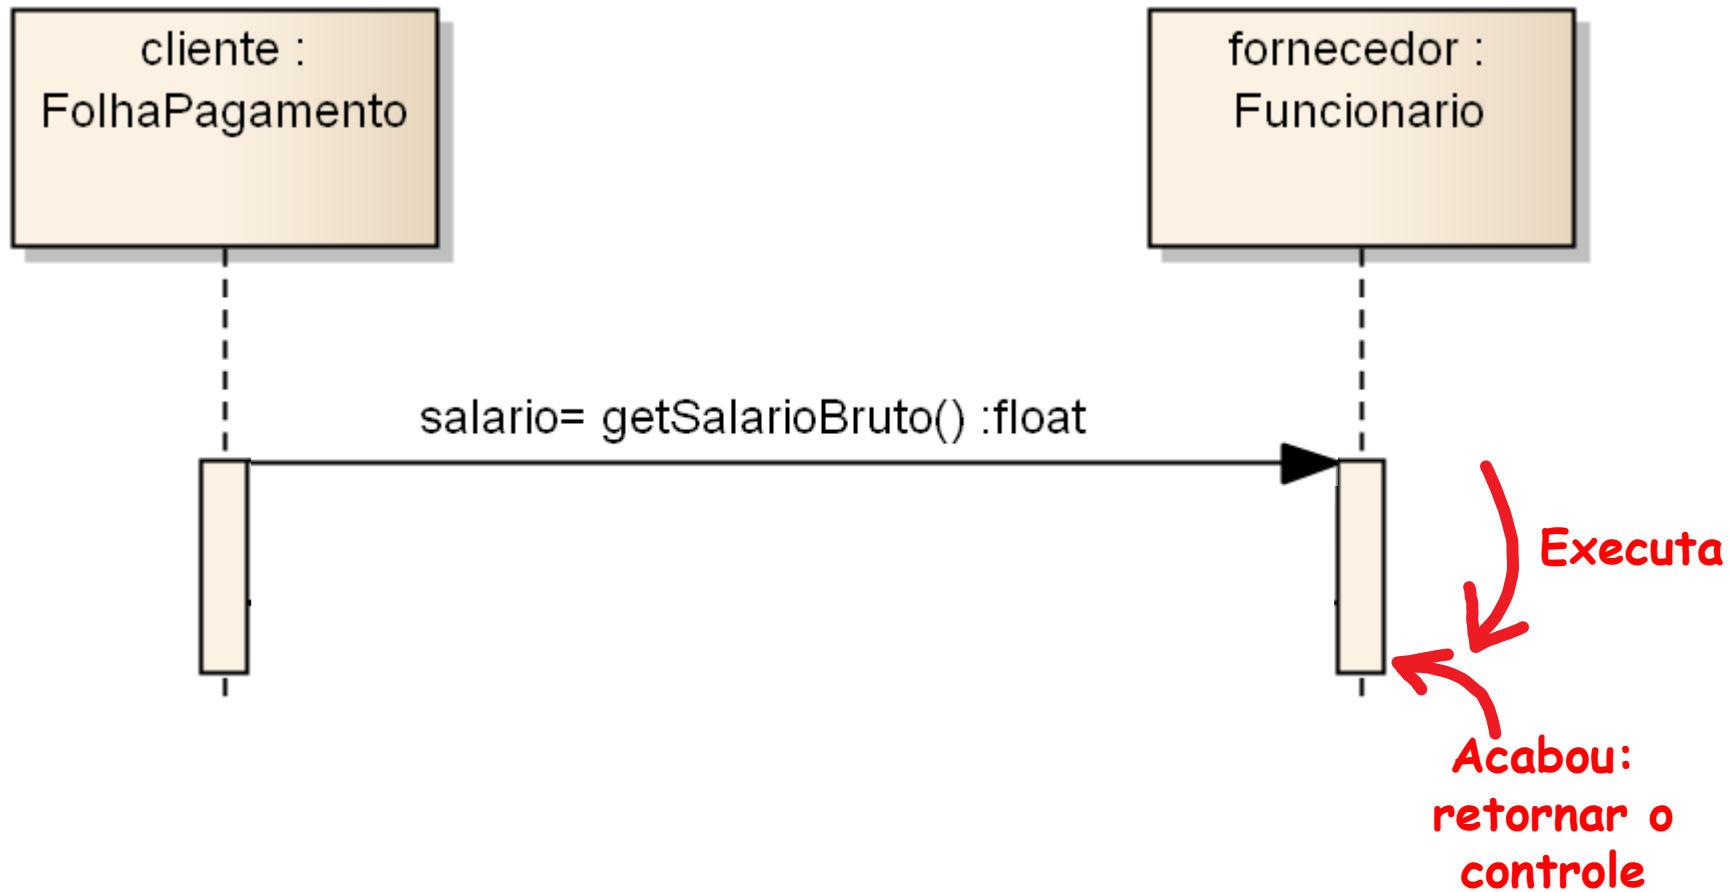 cliente :
FolhaPagamento
fornecedor :
Funcionario
salario= getSalarioBruto() :float
Executa
Acabou:
retornar o
controle